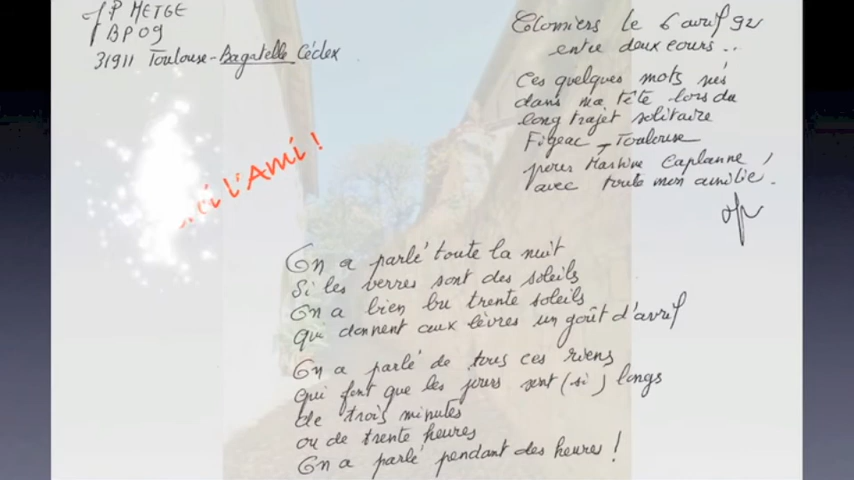 JP METGE
BP09
31911 Toulouse-Bagatelle Cédex
Colomiers le 6 avril 92
entre deux cours..
Ces quelques mots nés
dans ma tête lors du
long trajet solitaire
Figeac - Toulouse
pour Martine Caplanne
avec toute mon amitié!
l'Ami !
On a parlé toute la nuit
Si les verres sont des soleils
On a bien bu trente soleils
qui donnent aux lèvres un goût d'avril
On a parlé de tous ces riens
qui font que les jours sont (si) longs
de trois minutes
ou de trente heures
On a parlé pendant des heures !